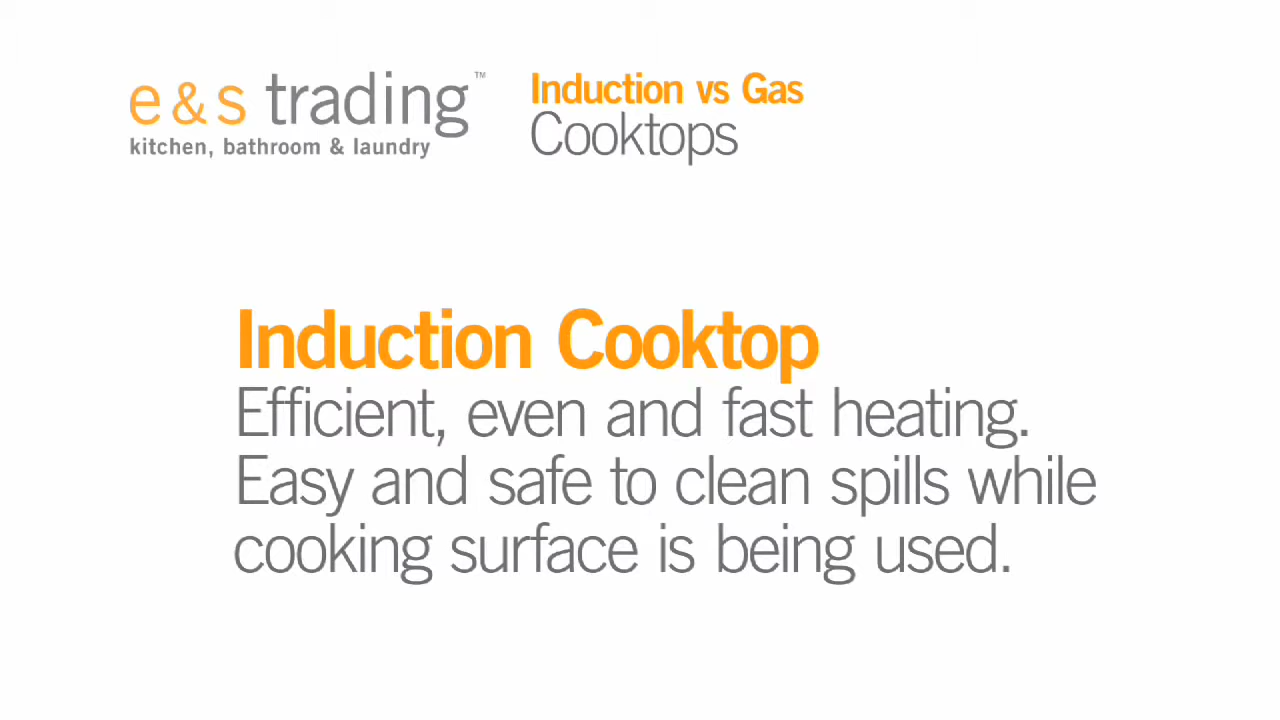 e & s trading™
kitchen, bathroom & laundry
Induction vs Gas
Cooktops
Induction Cooktop
Efficient, even and fast heating.
Easy and safe to clean spills while
cooking surface is being used.